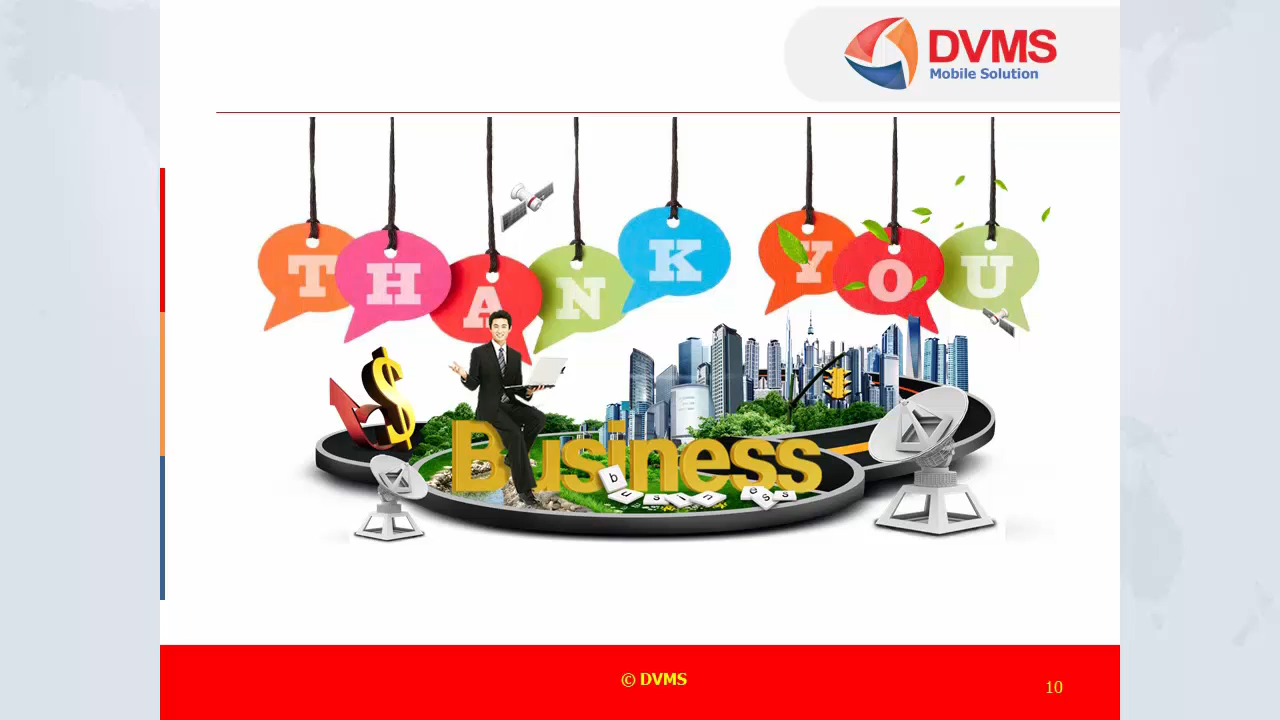 DVMS
Mobile Solution
THANK YOU
Business
business
© DVMS
10